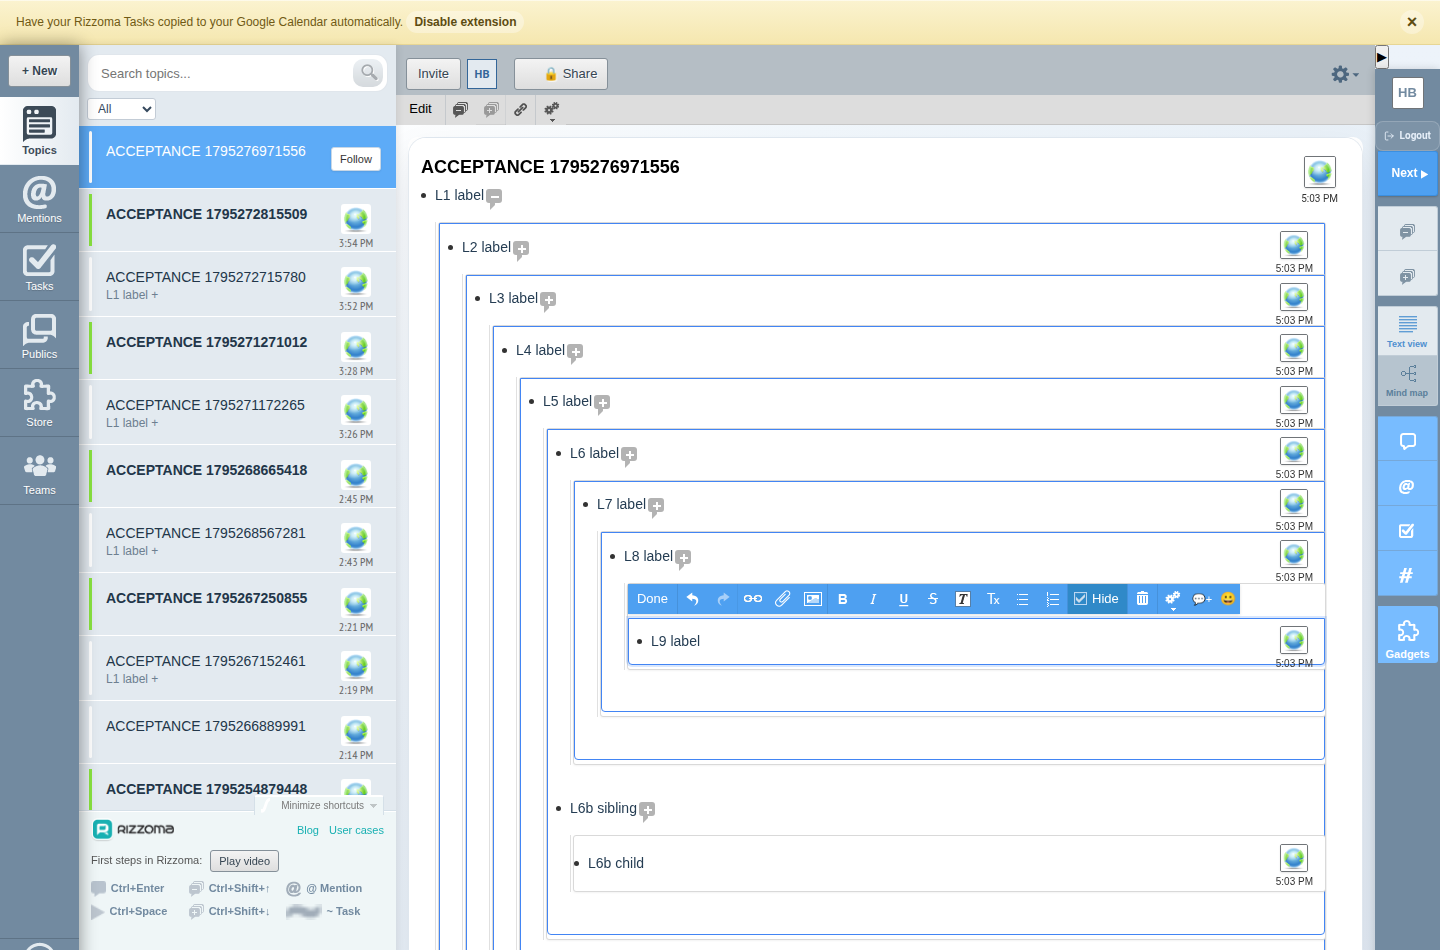 Have your Rizzoma Tasks copied to your Google Calendar automatically. Disable extension
+ New
Topics
Mentions
Tasks
Publics
Store
Teams
Search topics...
All
ACCEPTANCE 1795276971556
Follow
ACCEPTANCE 1795272815509
3:54 PM
ACCEPTANCE 1795272715780
L1 label +
3:52 PM
ACCEPTANCE 1795271271012
3:28 PM
ACCEPTANCE 1795271172265
L1 label +
3:26 PM
ACCEPTANCE 1795268665418
2:45 PM
ACCEPTANCE 1795268567281
L1 label +
2:43 PM
ACCEPTANCE 1795267250855
2:21 PM
ACCEPTANCE 1795267152461
L1 label +
2:19 PM
ACCEPTANCE 1795266889991
2:14 PM
ACCEPTANCE 1795254879448
Minimize shortcuts
RIZZOMA
Blog User cases
First steps in Rizzoma: Play video
Ctrl+Enter Ctrl+Shift+↑ @ @ Mention
Ctrl+Space Ctrl+Shift+↓ ~ Task
Invite HB Share
Edit
ACCEPTANCE 1795276971556
5:03 PM
L1 label
L2 label
5:03 PM
L3 label
5:03 PM
L4 label
5:03 PM
L5 label
5:03 PM
L6 label
5:03 PM
L7 label
5:03 PM
L8 label
5:03 PM
Done B I U S T Tx Hide
L9 label
5:03 PM
L6b sibling
L6b child
5:03 PM
HB
Logout
Next
Text view
Mind map
@
#
Gadgets